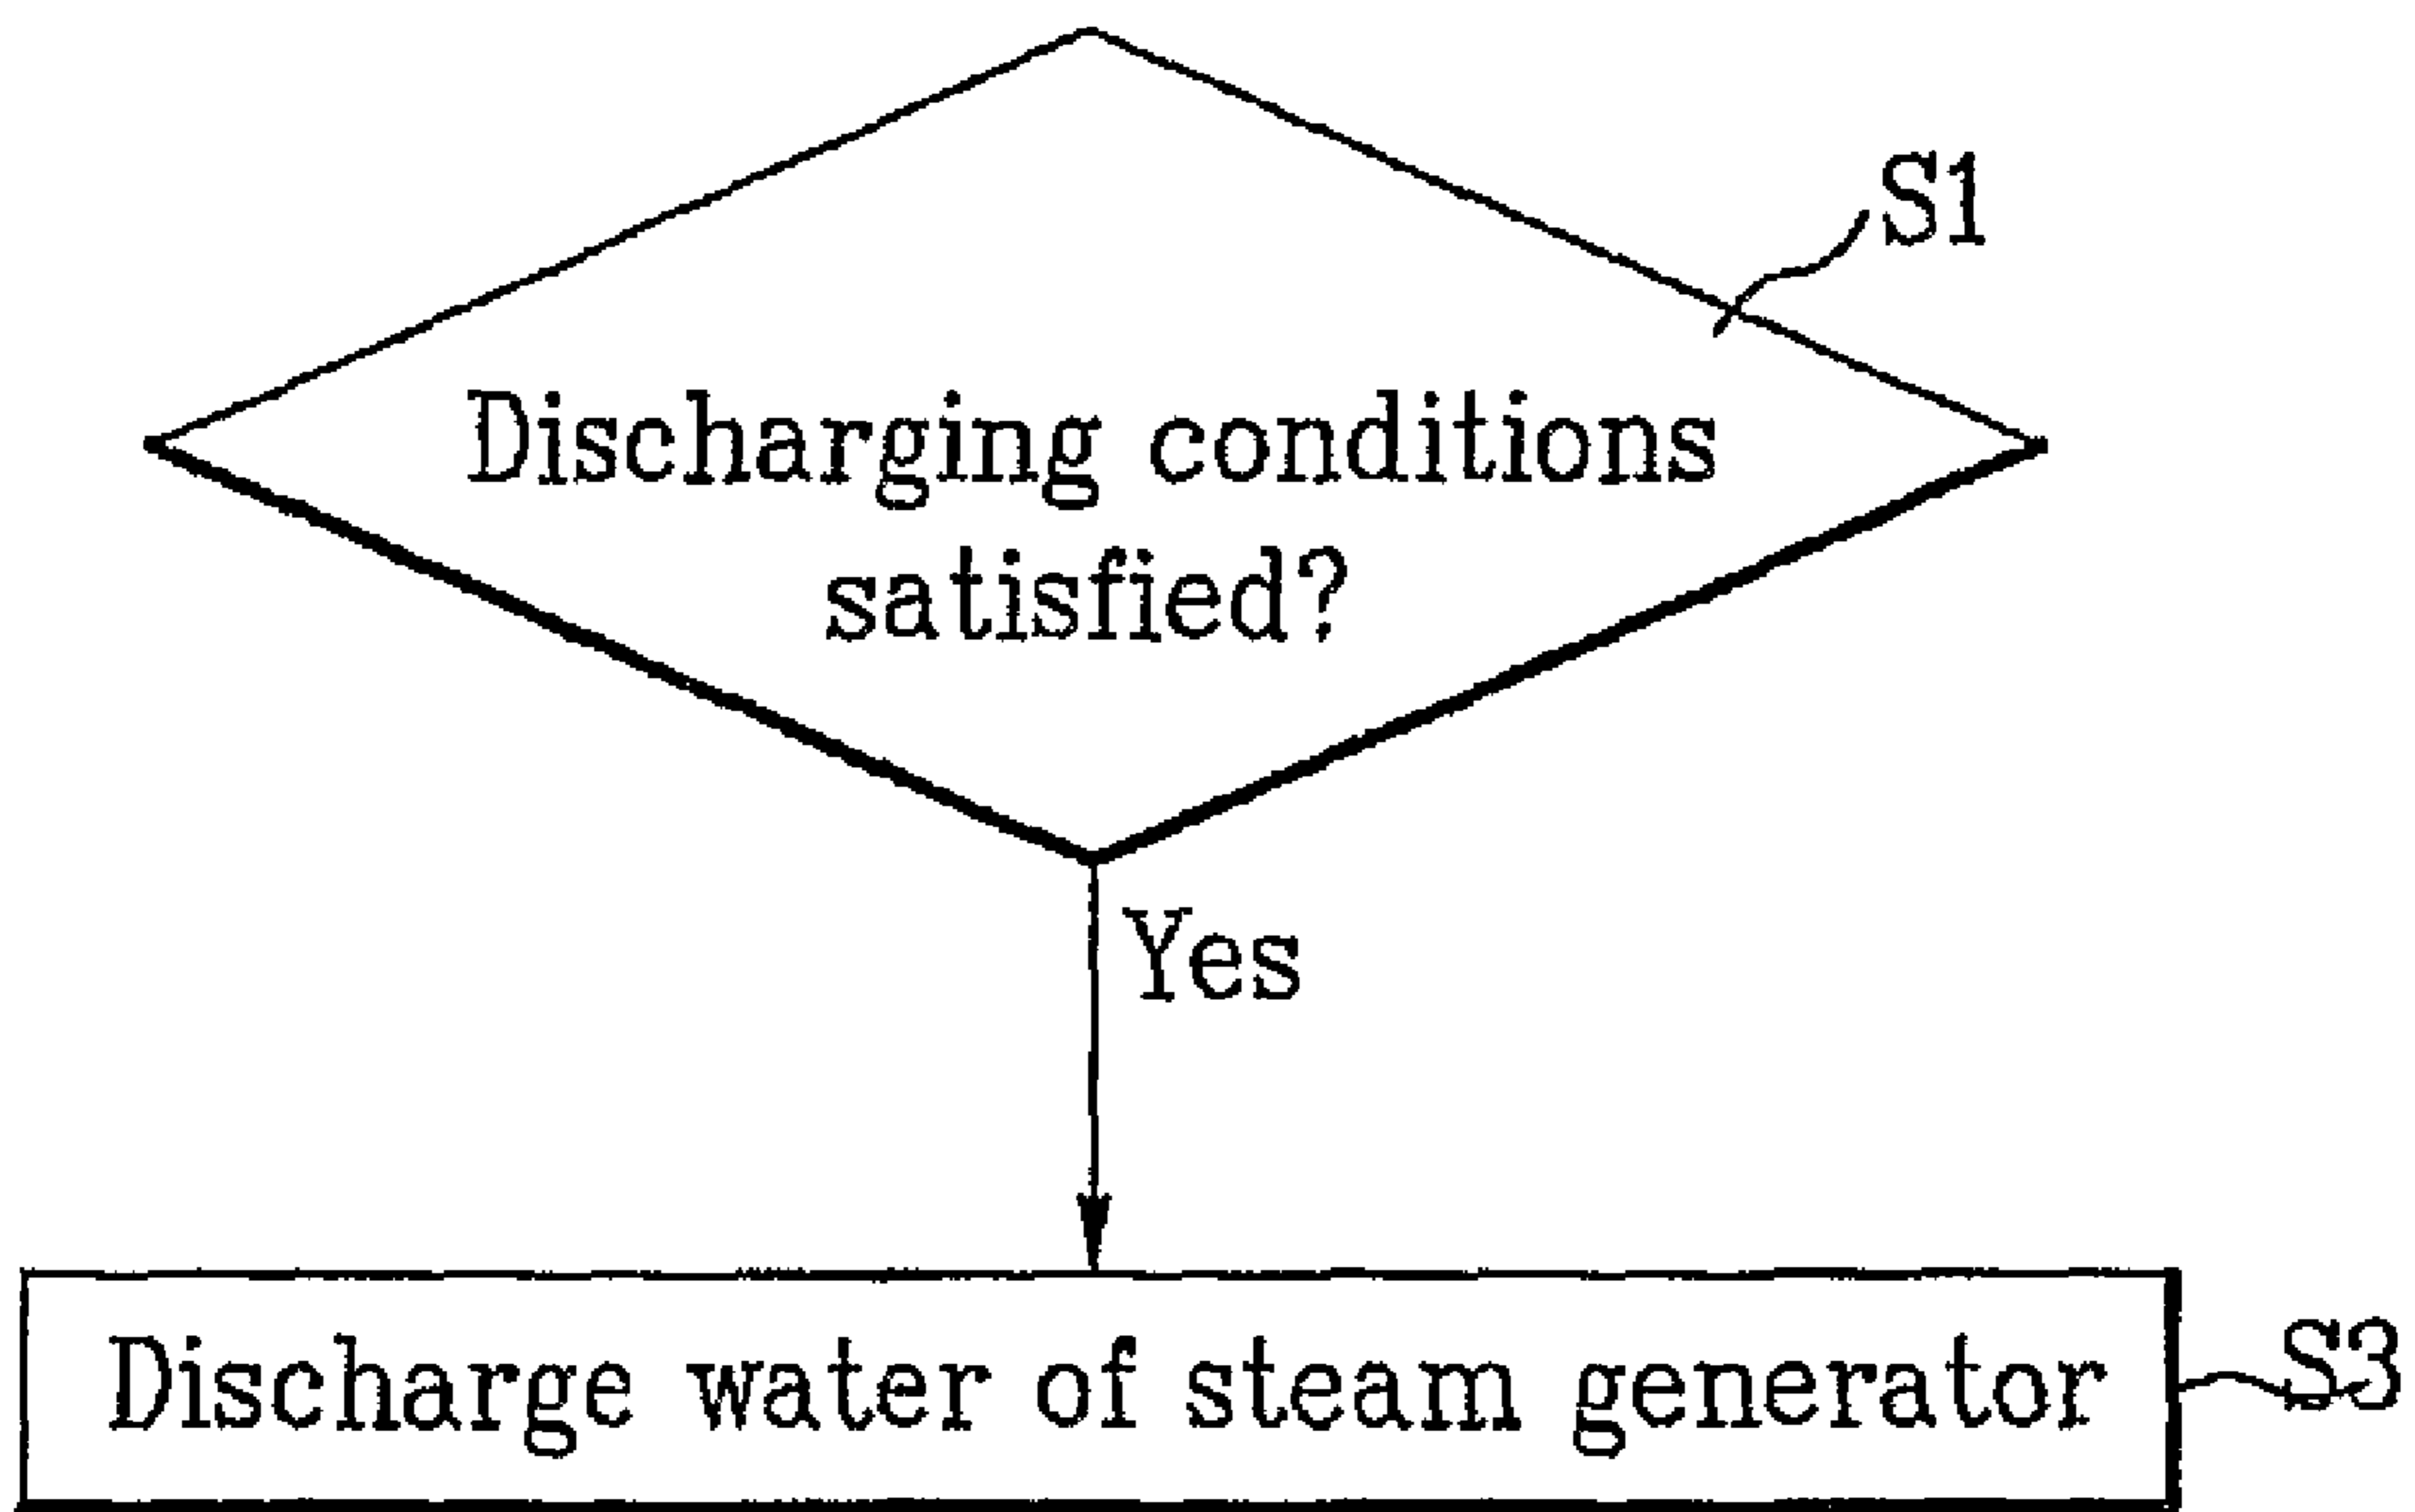 S1
Discharging conditions
satisfied?
Yes
Discharge water of steam generator
S3